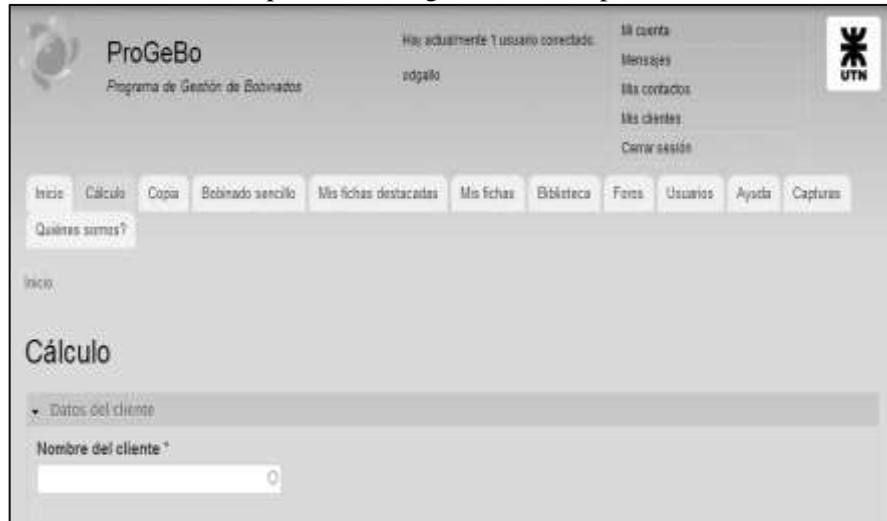 ProGeBo
Programa de Gestión de Bobinados
Hay actualmente 1 usuario conectado.
odgallo
Mi cuenta
Mensajes
Mis contactos
Mis clientes
Cerrar sesión
UTN
Inicio Cálculo Copia Bobinado sencillo Mis fichas destacadas Mis fichas Biblioteca Foros Usuarios Ayuda Capturas
Quiénes somos?
Inicio
Cálculo
Datos del cliente
Nombre del cliente *